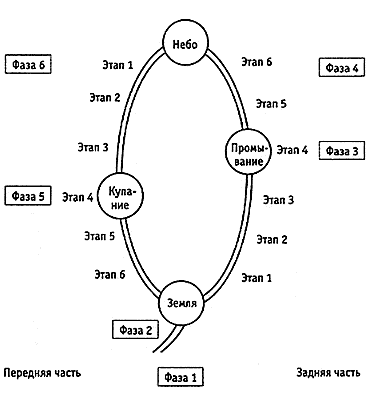 Небо
Фаза 6
Этап 1
Этап 6
Фаза 4
Этап 2
Этап 5
Этап 3
Промы-
вание
Этап 4
Фаза 3
Фаза 5
Этап 4
Купа-
ние
Этап 3
Этап 5
Этап 2
Этап 6
Этап 1
Земля
Фаза 2
Передняя часть
Фаза 1
Задняя часть